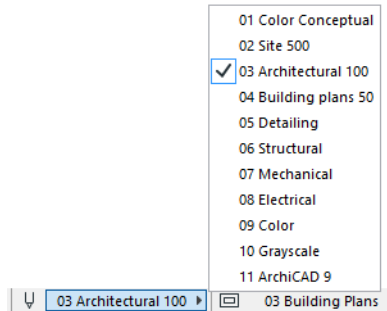 01 Color Conceptual
02 Site 500
03 Architectural 100
04 Building plans 50
05 Detailing
06 Structural
07 Mechanical
08 Electrical
09 Color
10 Grayscale
11 ArchiCAD 9
03 Architectural 100 03 Building Plans